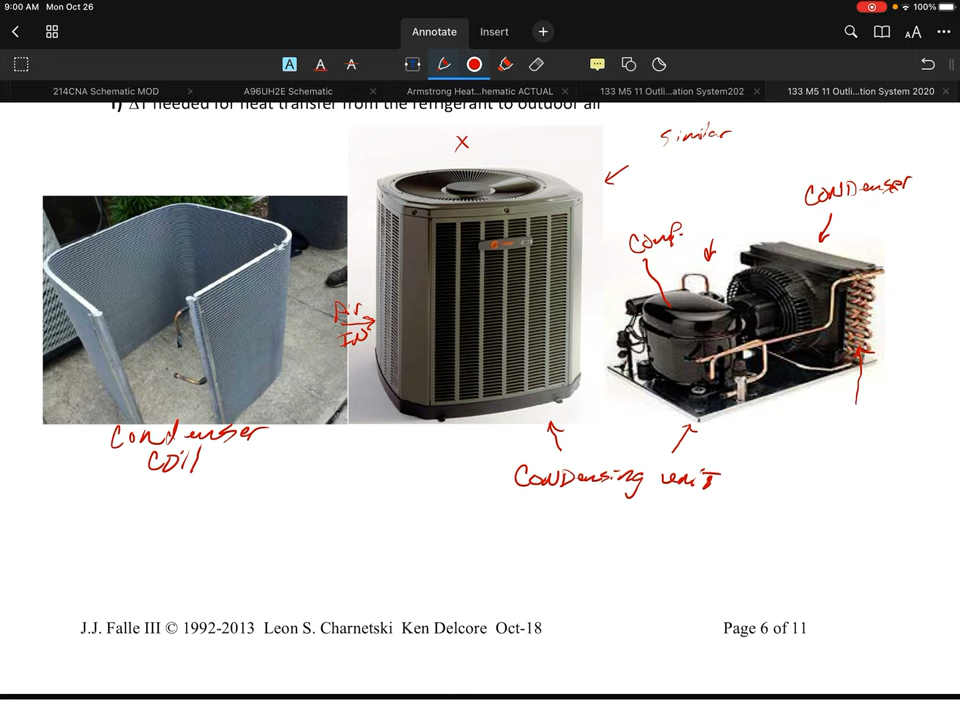 9:00 AM Mon Oct 26
100%
Annotate
Insert
214CNA Schematic MOD
A96UH2E Schematic
Armstrong Heat...hematic ACTUAL
133 M5 11 Outli...ation System202
133 M5 11 Outli...tion System 2020
f) ΔT needed for heat transfer from the refrigerant to outdoor air
X
Similar
CONDenser
Comp.
Air
IN
Condenser
COIl
CONDensing unit
J.J. Falle III © 1992-2013 Leon S. Charnetski Ken Delcore Oct-18
Page 6 of 11